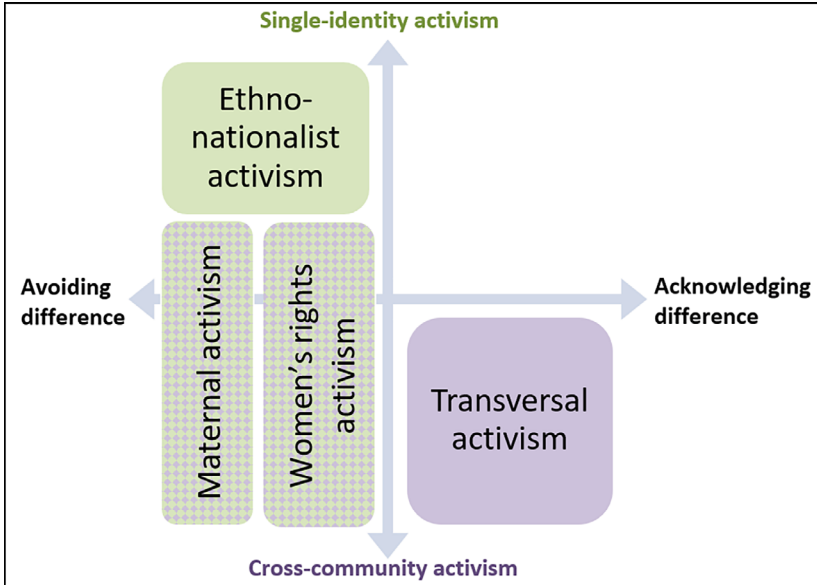 Single-identity activism
Ethno-
nationalist
activism
Avoiding
difference
Maternal activism
Women's rights
activism
Acknowledging
difference
Transversal
activism
Cross-community activism